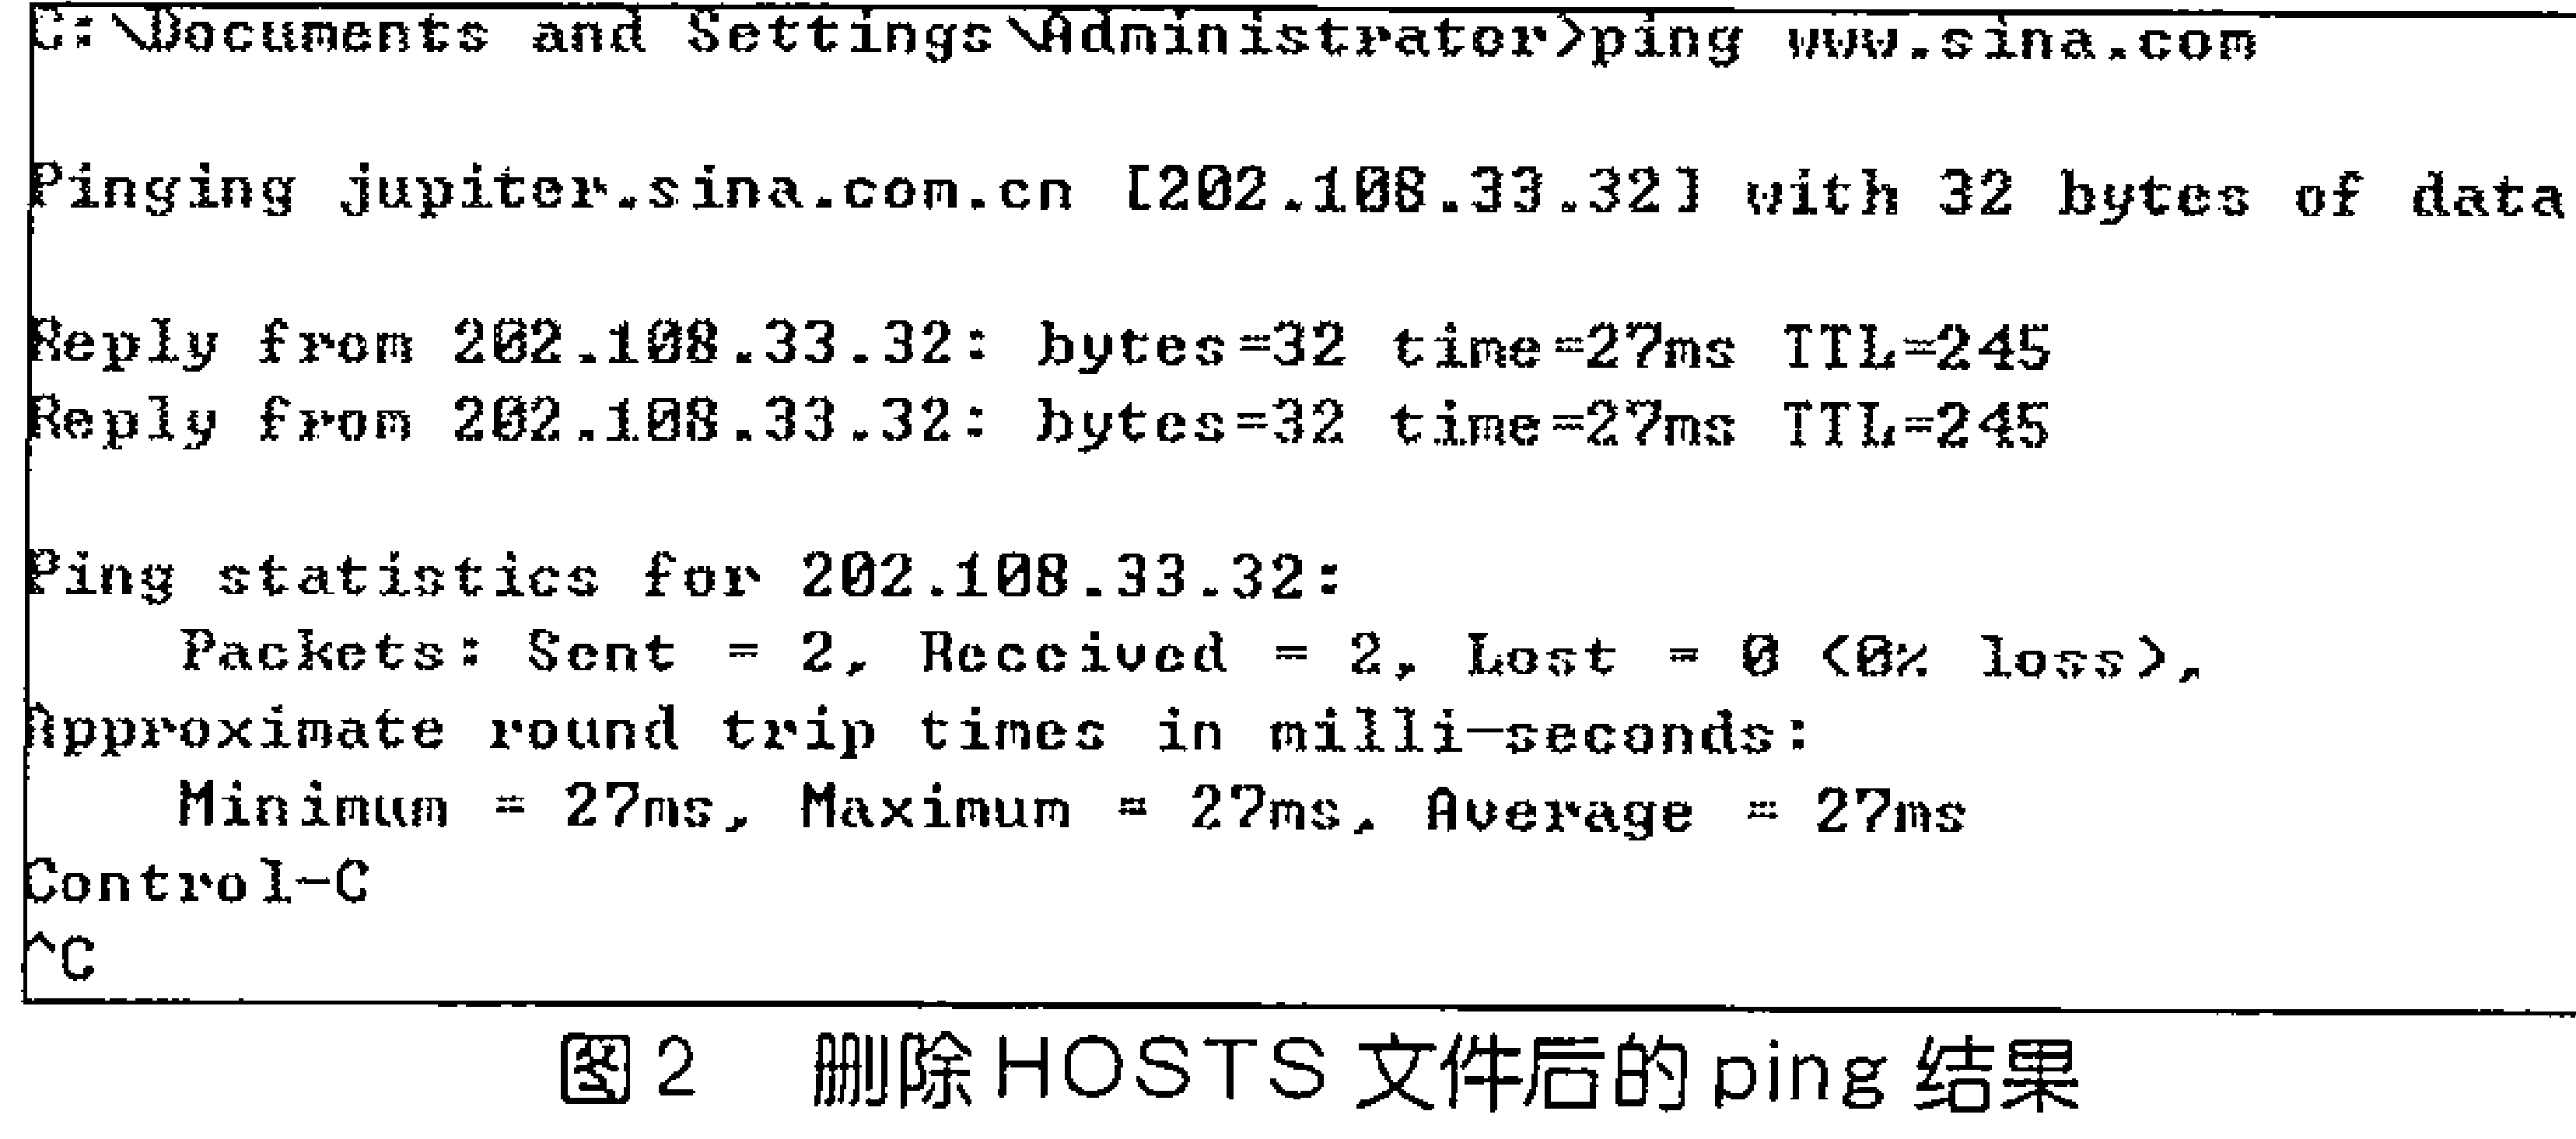 C:\Documents and Settings\Administrator>ping www.sina.com
Pinging jupiter.sina.com.cn [202.108.33.32] with 32 bytes of data
Reply from 202.108.33.32: bytes=32 time=27ms TTL=245
Reply from 202.108.33.32: bytes=32 time=27ms TTL=245
Ping statistics for 202.108.33.32:
    Packets: Sent = 2, Received = 2, Lost = 0 (0% loss),
Approximate round trip times in milli-seconds:
    Minimum = 27ms, Maximum = 27ms, Average = 27ms
Control-C
^C
图2 删除HOSTS文件后的ping结果